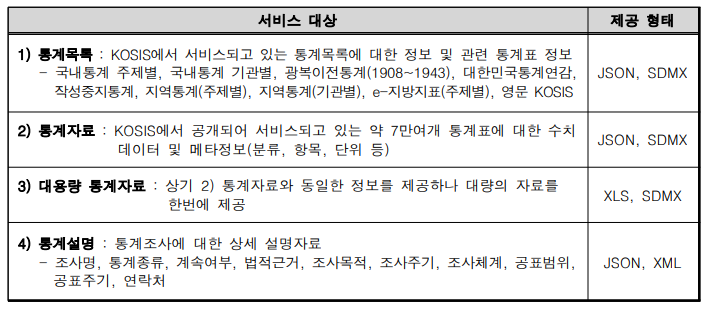 서비스 대상
제공 형태
1) 통계목록 : KOSIS에서 서비스되고 있는 통계목록에 대한 정보 및 관련 통계표 정보
- 국내통계 주제별, 국내통계 기관별, 광복이전통계(1908~1943), 대한민국통계연감,
작성중지통계, 지역통계(주제별), 지역통계(기관별), e-지방지표(주제별), 영문 KOSIS
JSON, SDMX
2) 통계자료 : KOSIS에서 공개되어 서비스되고 있는 약 7만여개 통계표에 대한 수치
데이터 및 메타정보(분류, 항목, 단위 등)
JSON, SDMX
3) 대용량 통계자료 : 상기 2) 통계자료와 동일한 정보를 제공하나 대량의 자료를
한번에 제공
XLS, SDMX
4) 통계설명 : 통계조사에 대한 상세 설명자료
- 조사명, 통계종류, 계속여부, 법적근거, 조사목적, 조사주기, 조사체계, 공표범위,
공표주기, 연락처
JSON, XML